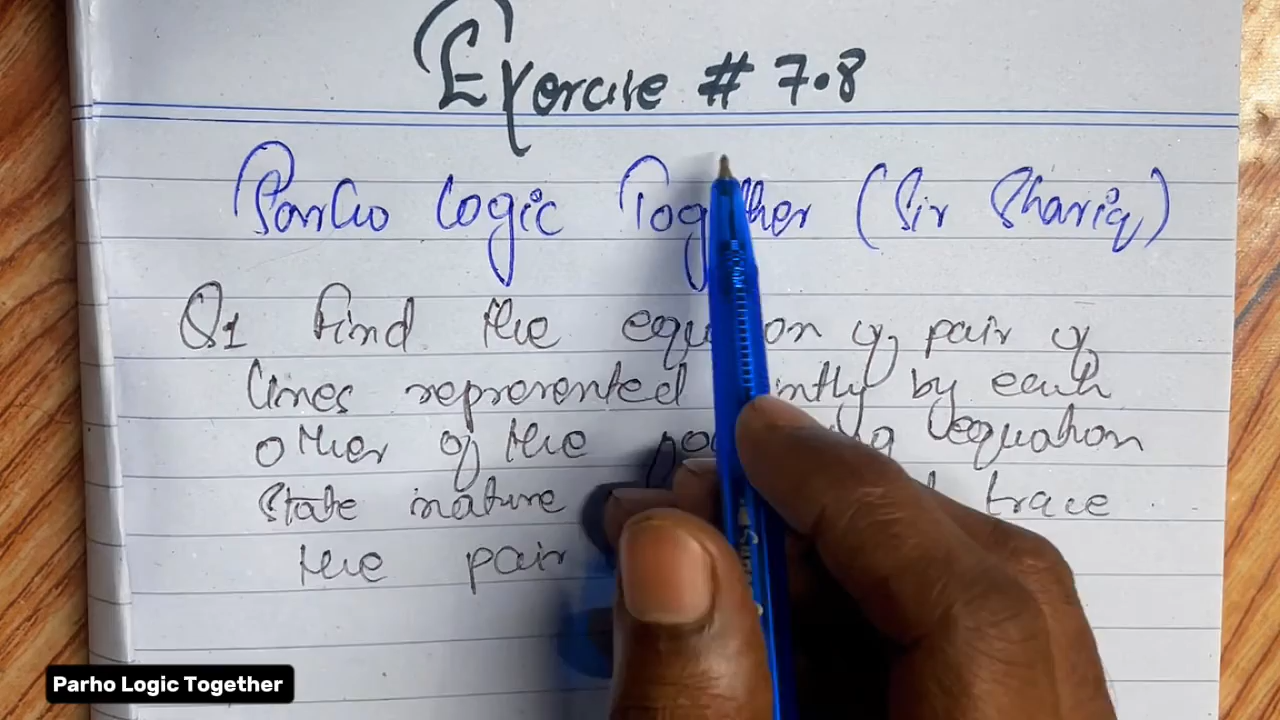 Exercise # 7.8
Parho Logic Together (Sir Shariq)
Q1 Find the equation of pair of
lines represented by each
other of the equation
State nature trace
the pair
Parho Logic Together